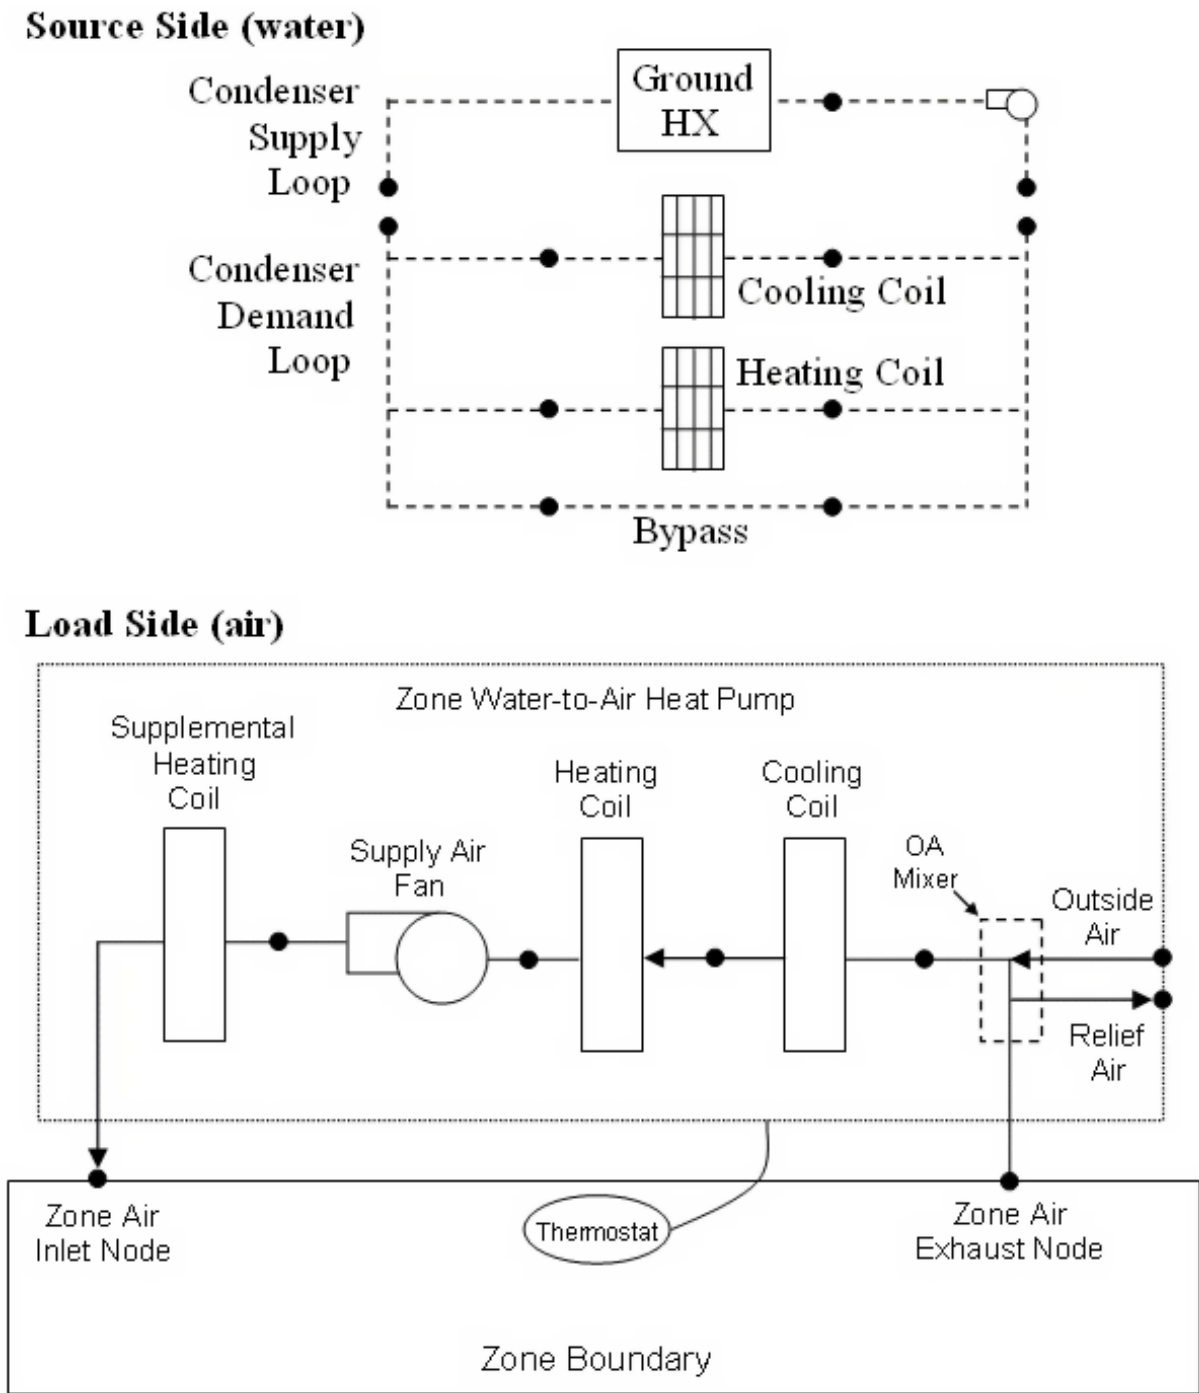 Source Side (water)
Condenser
Supply
Loop
Ground
HX
Condenser
Demand
Loop
Cooling Coil
Heating Coil
Bypass
Load Side (air)
Zone Water-to-Air Heat Pump
Supplemental
Heating
Coil
Supply Air
Fan
Heating
Coil
Cooling
Coil
OA
Mixer
Outside
Air
Relief
Air
Zone Air
Inlet Node
Thermostat
Zone Air
Exhaust Node
Zone Boundary